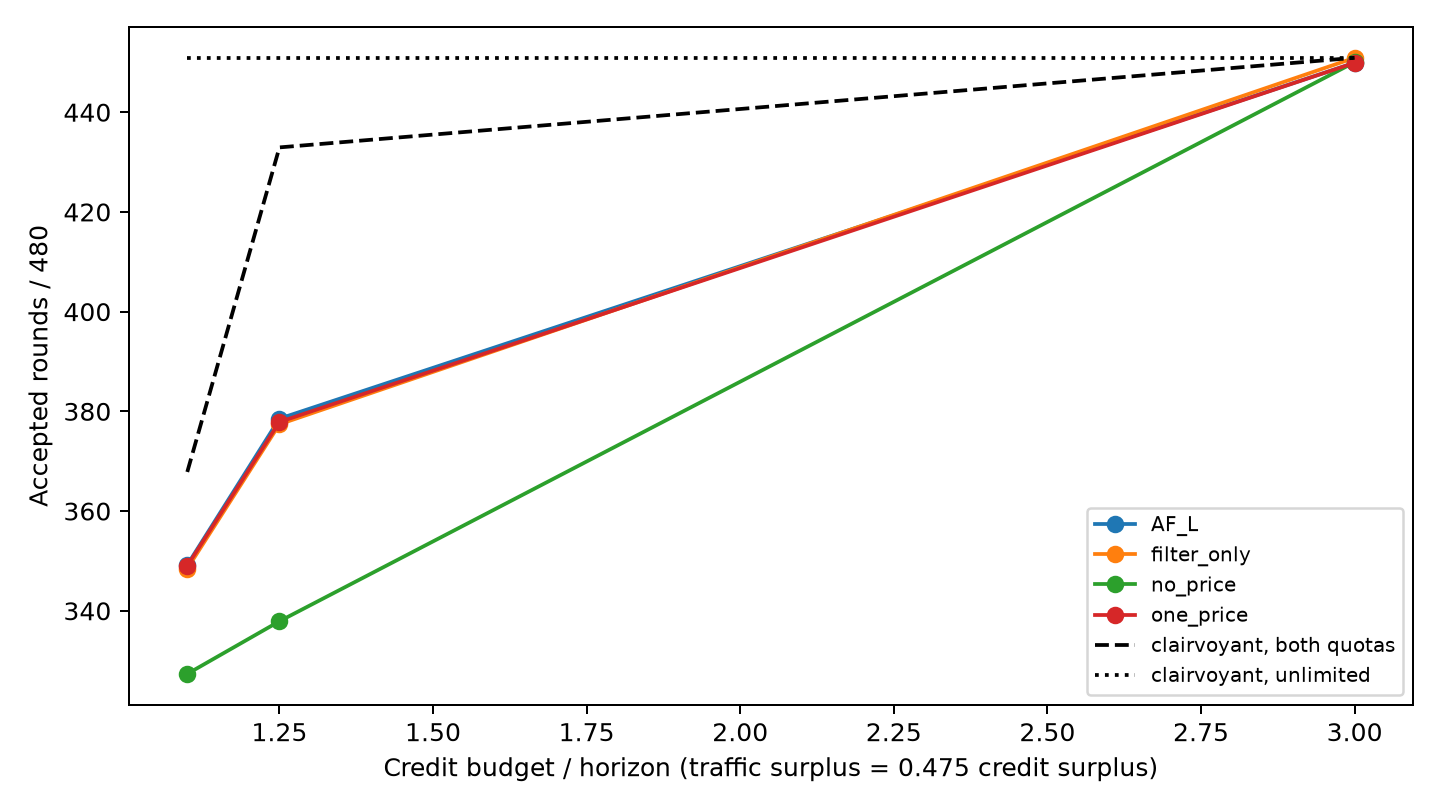 Accepted rounds / 480
440
420
400
380
360
340
1.25 1.50 1.75 2.00 2.25 2.50 2.75 3.00
Credit budget / horizon (traffic surplus = 0.475 credit surplus)
AF_L
filter_only
no_price
one_price
clairvoyant, both quotas
clairvoyant, unlimited